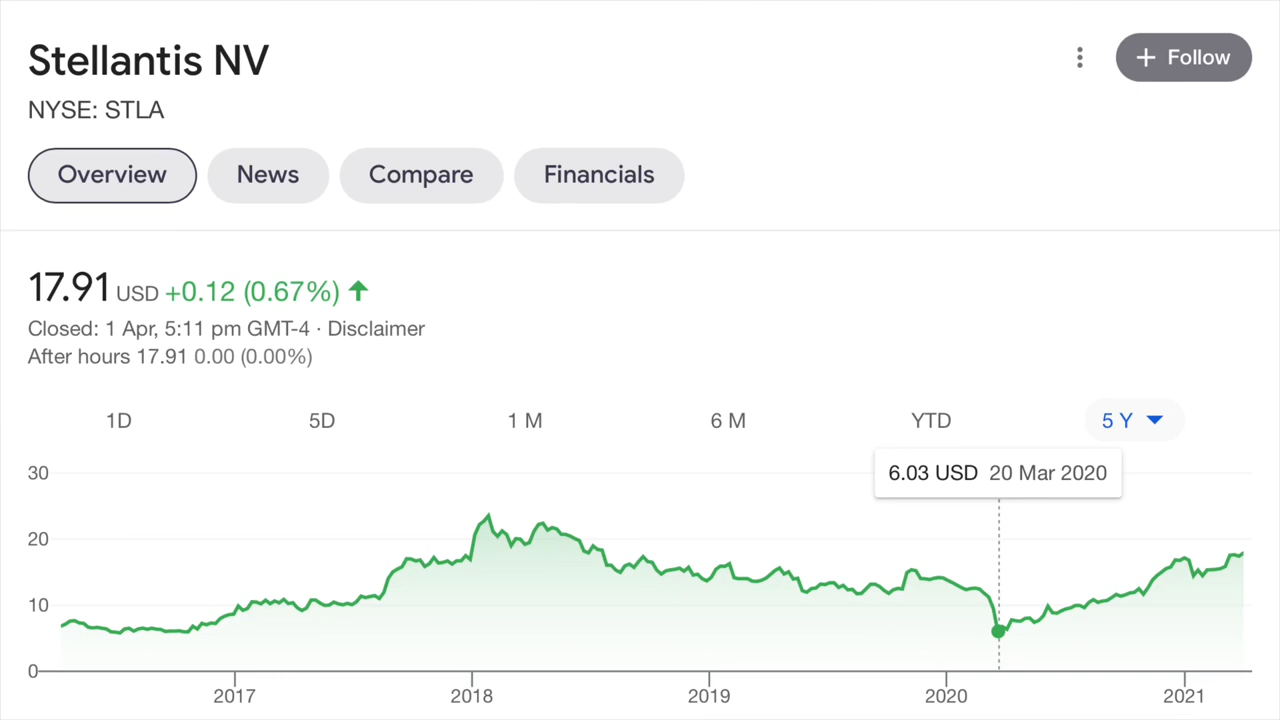 Stellantis NV
+ Follow
NYSE: STLA
Overview News Compare Financials
17.91 USD +0.12 (0.67%)
Closed: 1 Apr, 5:11 pm GMT-4 · Disclaimer
After hours 17.91 0.00 (0.00%)
1D 5D 1 M 6 M YTD 5 Y
6.03 USD 20 Mar 2020
30
20
10
0
2017 2018 2019 2020 2021